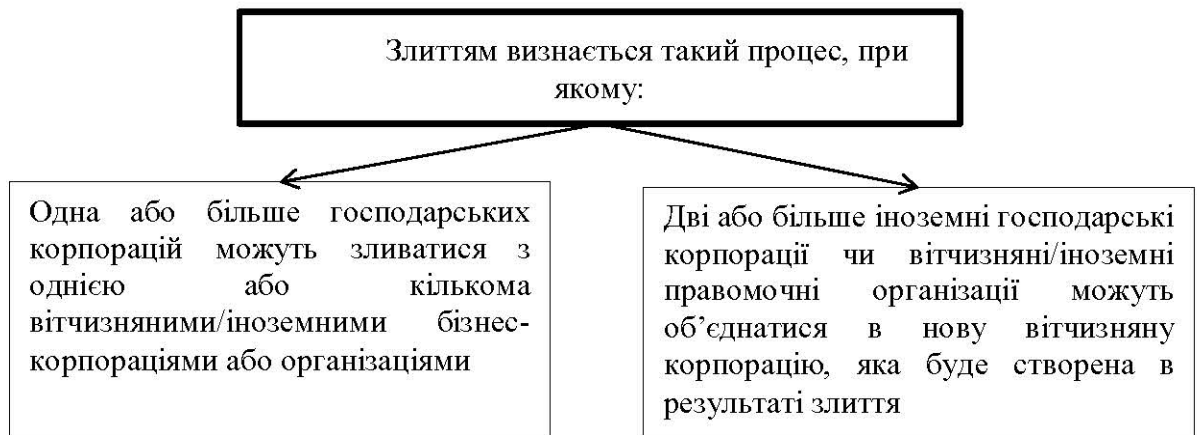 Злиттям визнається такий процес, при
якому:
Одна або більше господарських
корпорацій можуть зливатися з
однією або кількома
вітчизняними/іноземними бізнес-
корпораціями або організаціями
Дві або більше іноземні господарські
корпорації чи вітчизняні/іноземні
правомочні організації можуть
об’єднатися в нову вітчизняну
корпорацію, яка буде створена в
результаті злиття